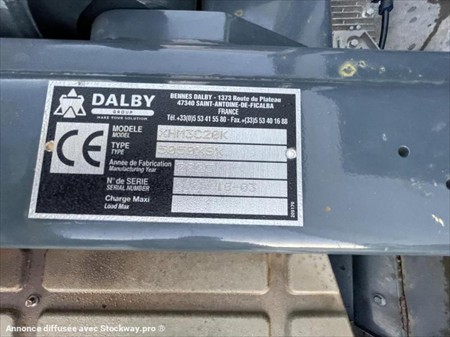 DALBY
GROUP
MAKE YOUR SOLUTION
BENNES DALBY - 1373 Route du Plateau
47340 SAINT-ANTOINE-DE-FICALBA
FRANCE
Tél.+33(0)5 53 41 55 80 - Fax.+33(0)5 53 40 16 88
CE
MODELE
MODEL
XHM3C20K
TYPE
TYPE
Année de Fabrication
Manufacturing Year
N° de SERIE
SERIAL NUMBER
18-03
Charge Maxi
Load Max
Annonce diffusée avec Stockway.pro ®